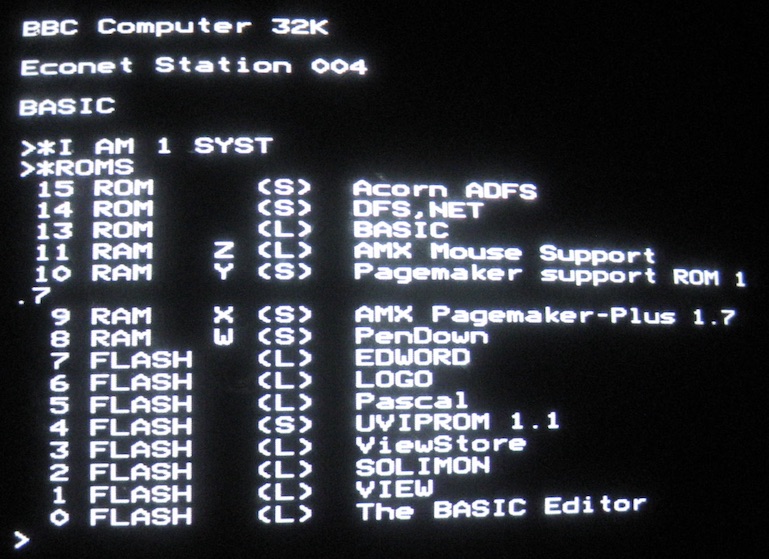 BBC Computer 32K
Econet Station 004
BASIC
>*I AM 1 SYST
>*ROMS
15 ROM (S) Acorn ADFS
14 ROM (S) DFS,NET
13 ROM (L) BASIC
11 RAM Z (L) AMX Mouse Support
10 RAM Y (S) Pagemaker support ROM 1
.7
9 RAM X (S) AMX Pagemaker-Plus 1.7
8 RAM W (S) PenDown
7 FLASH (L) EDWORD
6 FLASH (L) LOGO
5 FLASH (L) Pascal
4 FLASH (S) UVIPROM 1.1
3 FLASH (L) ViewStore
2 FLASH (L) SOLIMON
1 FLASH (L) VIEW
0 FLASH (L) The BASIC Editor
>